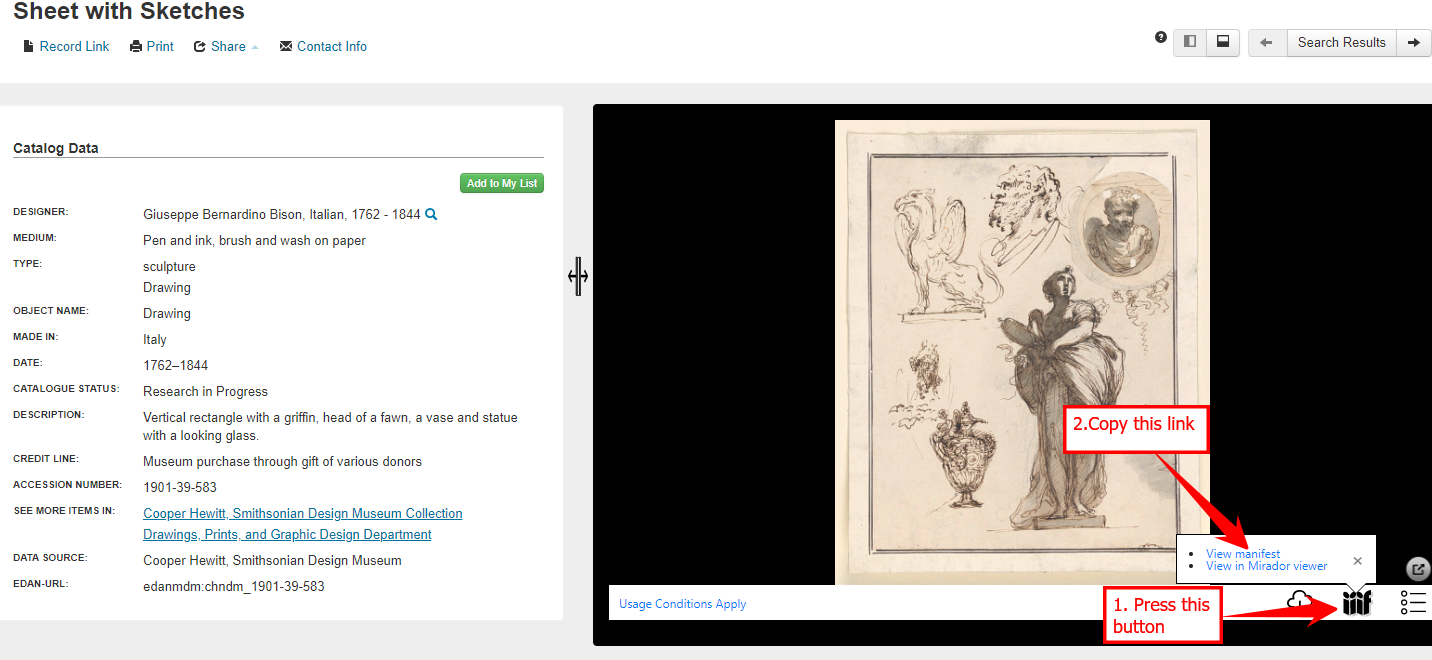 Sheet with Sketches
Record Link Print Share Contact Info
Search Results
Catalog Data
Add to My List
DESIGNER: Giuseppe Bernardino Bison, Italian, 1762 - 1844
MEDIUM: Pen and ink, brush and wash on paper
TYPE: sculpture
Drawing
OBJECT NAME: Drawing
MADE IN: Italy
DATE: 1762–1844
CATALOGUE STATUS: Research in Progress
DESCRIPTION: Vertical rectangle with a griffin, head of a fawn, a vase and statue
with a looking glass.
CREDIT LINE: Museum purchase through gift of various donors
ACCESSION NUMBER: 1901-39-583
SEE MORE ITEMS IN: Cooper Hewitt, Smithsonian Design Museum Collection
Drawings, Prints, and Graphic Design Department
DATA SOURCE: Cooper Hewitt, Smithsonian Design Museum
EDAN-URL: edanmdm:chndm_1901-39-583
2.Copy this link
View manifest
View in Mirador viewer
Usage Conditions Apply
1. Press this
button
iiif